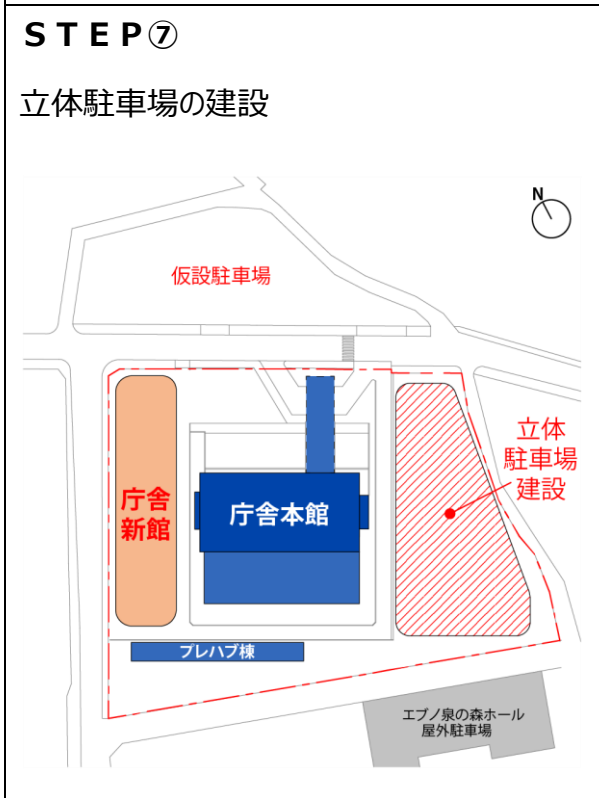 STEP⑦
立体駐車場の建設
N
仮設駐車場
立体
駐車場
建設
庁舎
新館
庁舎本館
プレハブ棟
エブノ泉の森ホール
屋外駐車場